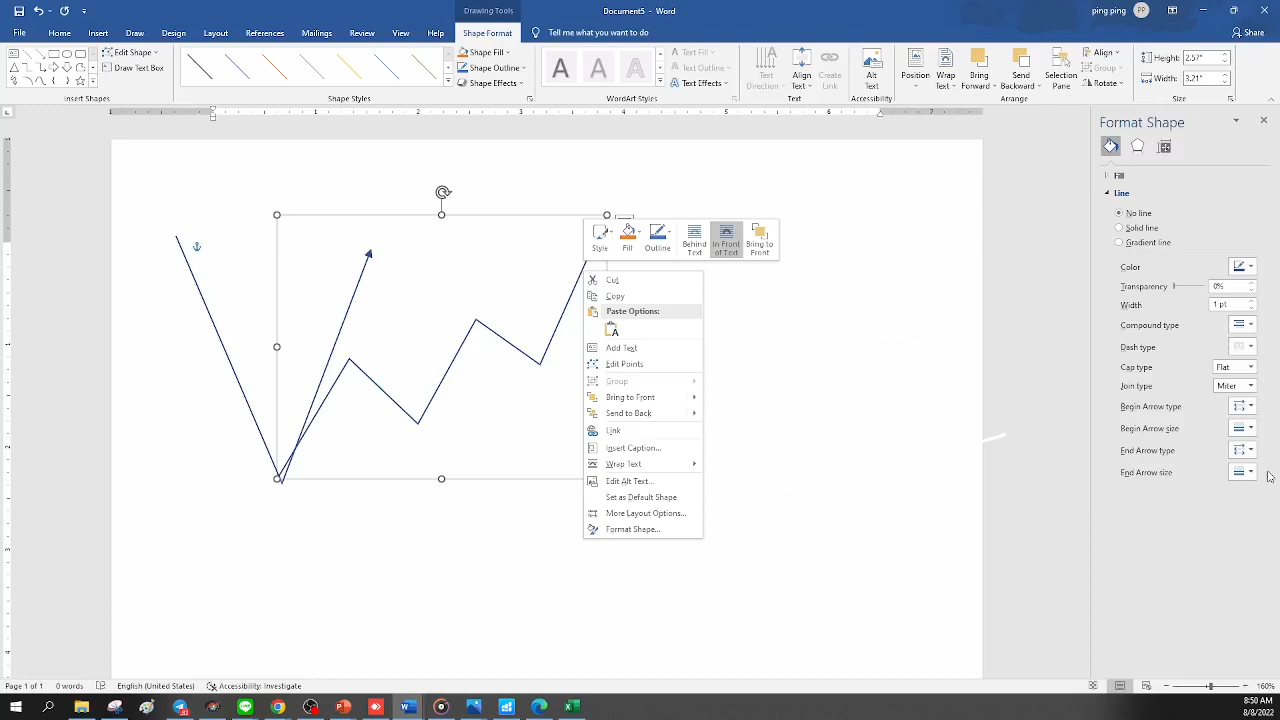 Drawing Tools
Document5 - Word
ping ping PR
File
Home
Insert
Draw
Design
Layout
References
Mailings
Review
View
Help
Shape Format
Tell me what you want to do
Share
Edit Shape
Draw Text Box
Insert Shapes
Shape Styles
Shape Fill
Shape Outline
Shape Effects
A A A
WordArt Styles
Text Fill
Text Outline
Text Effects
Text Direction
Align Text
Create Link
Text
Alt Text
Accessibility
Position
Wrap Text
Bring Forward
Send Backward
Selection Pane
Align
Group
Rotate
Arrange
Height: 2.57"
Width: 3.21"
Size
1 1 2 3 4 5 6 7
Style
Fill
Outline
Behind Text
In Front of Text
Bring to Front
Cut
Copy
Paste Options:
Add Text
Edit Points
Group
Bring to Front
Send to Back
Link
Insert Caption...
Wrap Text
Edit Alt Text...
Set as Default Shape
More Layout Options...
Format Shape...
Format Shape
Fill
Line
No line
Solid line
Gradient line
Color
Transparency 0%
Width 1 pt
Compound type
Dash type
Cap type Flat
Join type Miter
Begin Arrow type
Begin Arrow size
End Arrow type
End Arrow size
Page 1 of 1
0 words
English (United States)
Accessibility: Investigate
160%
8:50 AM
8/8/2022